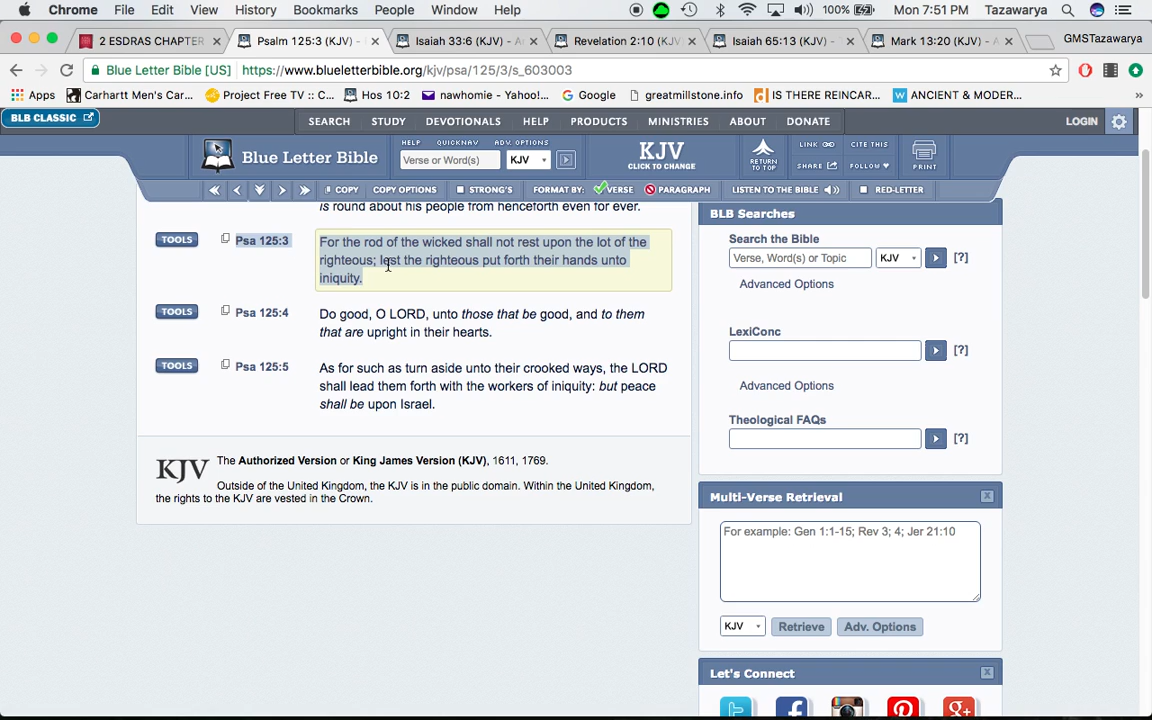 Chrome File Edit View History Bookmarks People Window Help 100% Mon 7:51 PM Tazawarya
2 ESDRAS CHAPTER Psalm 125:3 (KJV) - Isaiah 33:6 (KJV) - A Revelation 2:10 (KJV) Isaiah 65:13 (KJV) - Mark 13:20 (KJV) - A GMSTazawarya
Blue Letter Bible [US] https://www.blueletterbible.org/kjv/psa/125/3/s_603003
Apps Carhartt Men's Car... Project Free TV :: C... Hos 10:2 nawhomie - Yahoo!... Google greatmillstone.info IS THERE REINCAR... ANCIENT & MODER... »
BLB CLASSIC SEARCH STUDY DEVOTIONALS HELP PRODUCTS MINISTRIES ABOUT DONATE LOGIN
HELP QUICKNAV ADV. OPTIONS
Blue Letter Bible Verse or Word(s) KJV KJV CLICK TO CHANGE RETURN TO TOP LINK CITE THIS SHARE FOLLOW PRINT
COPY COPY OPTIONS STRONG'S FORMAT BY: VERSE PARAGRAPH LISTEN TO THE BIBLE RED-LETTER
is round about his people from henceforth even for ever.
TOOLS Psa 125:3 For the rod of the wicked shall not rest upon the lot of the
righteous; lest the righteous put forth their hands unto
iniquity.
TOOLS Psa 125:4 Do good, O LORD, unto those that be good, and to them
that are upright in their hearts.
TOOLS Psa 125:5 As for such as turn aside unto their crooked ways, the LORD
shall lead them forth with the workers of iniquity: but peace
shall be upon Israel.
KJV The Authorized Version or King James Version (KJV), 1611, 1769.
Outside of the United Kingdom, the KJV is in the public domain. Within the United Kingdom,
the rights to the KJV are vested in the Crown.
BLB Searches
Search the Bible
Verse, Word(s) or Topic KJV [?]
Advanced Options
LexiConc
[?]
Advanced Options
Theological FAQs
[?]
Multi-Verse Retrieval x
For example: Gen 1:1-15; Rev 3; 4; Jer 21:10
KJV Retrieve Adv. Options
Let's Connect x